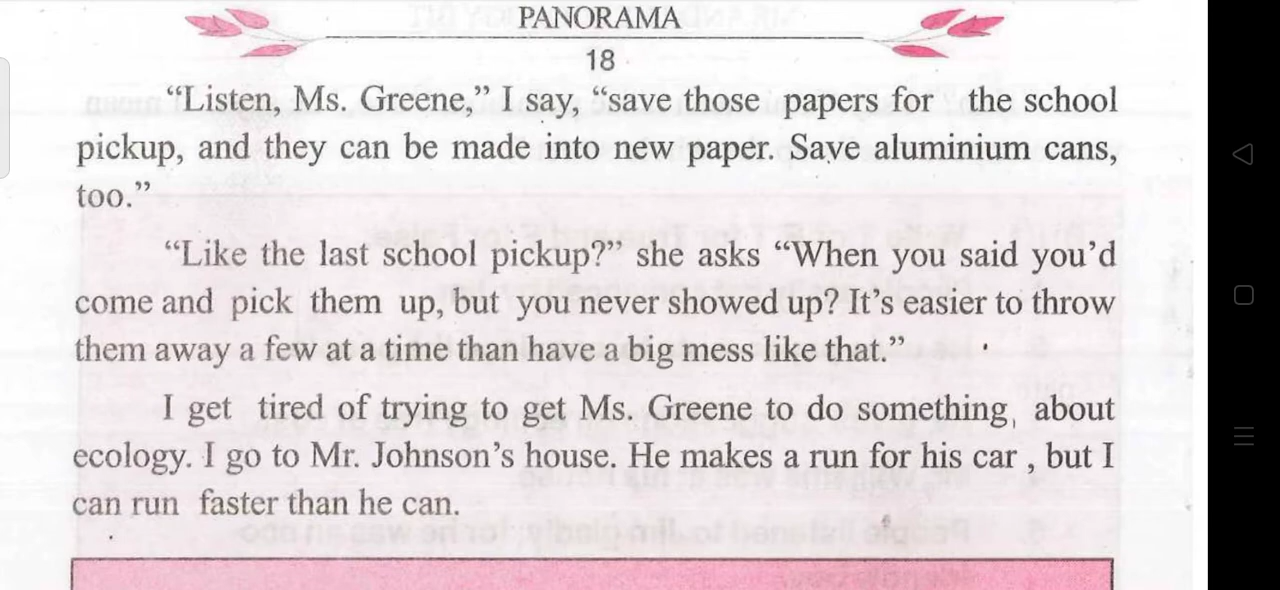 PANORAMA
18
“Listen, Ms. Greene,” I say, “save those papers for the school
pickup, and they can be made into new paper. Save aluminium cans,
too.”
“Like the last school pickup?” she asks “When you said you’d
come and pick them up, but you never showed up? It’s easier to throw
them away a few at a time than have a big mess like that.”
I get tired of trying to get Ms. Greene to do something, about
ecology. I go to Mr. Johnson’s house. He makes a run for his car , but I
can run faster than he can.